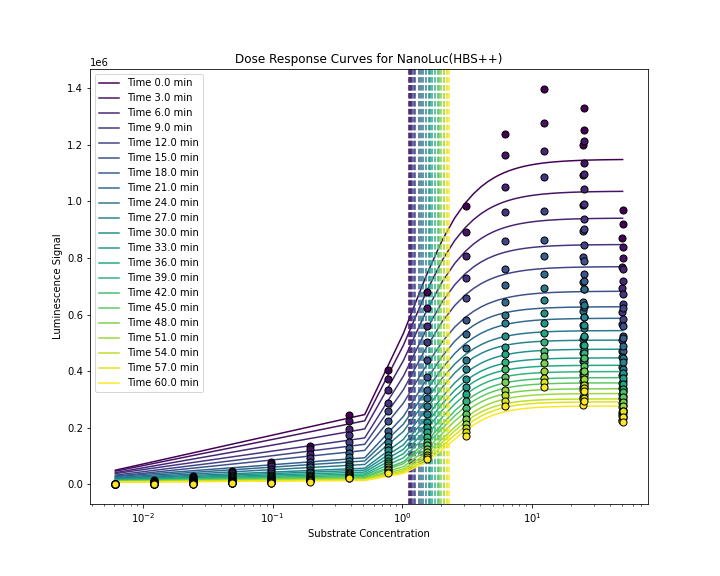 Dose Response Curves for NanoLuc(HBS++)
1e6
1.4
1.2
1.0
0.8
0.6
0.4
0.2
0.0
Luminescence Signal
Time 0.0 min
Time 3.0 min
Time 6.0 min
Time 9.0 min
Time 12.0 min
Time 15.0 min
Time 18.0 min
Time 21.0 min
Time 24.0 min
Time 27.0 min
Time 30.0 min
Time 33.0 min
Time 36.0 min
Time 39.0 min
Time 42.0 min
Time 45.0 min
Time 48.0 min
Time 51.0 min
Time 54.0 min
Time 57.0 min
Time 60.0 min
10⁻² 10⁻¹ 10⁰ 10¹
Substrate Concentration